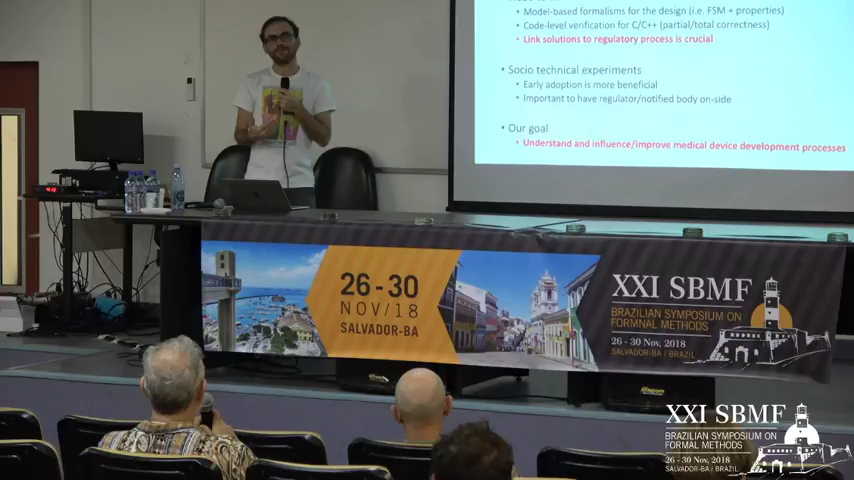 • Model-based formalisms for the design (i.e. FSM + properties)
• Code-level verification for C/C++ (partial/total correctness)
• Link solutions to regulatory process is crucial
• Socio technical experiments
• Early adoption is more beneficial
• Important to have regulator/notified body on-side
• Our goal
• Understand and influence/improve medical device development processes
26 - 30
NOV/18
SALVADOR-BA
XXI SBMF
BRAZILIAN SYMPOSIUM ON
FORMNAL METHODS
26 - 30 Nov, 2018
SALVADOR-BA / BRAZIL
XXI SBMF
BRAZILIAN SYMPOSIUM ON
FORMAL METHODS
26 - 30 Nov, 2018
SALVADOR-BA / BRAZIL